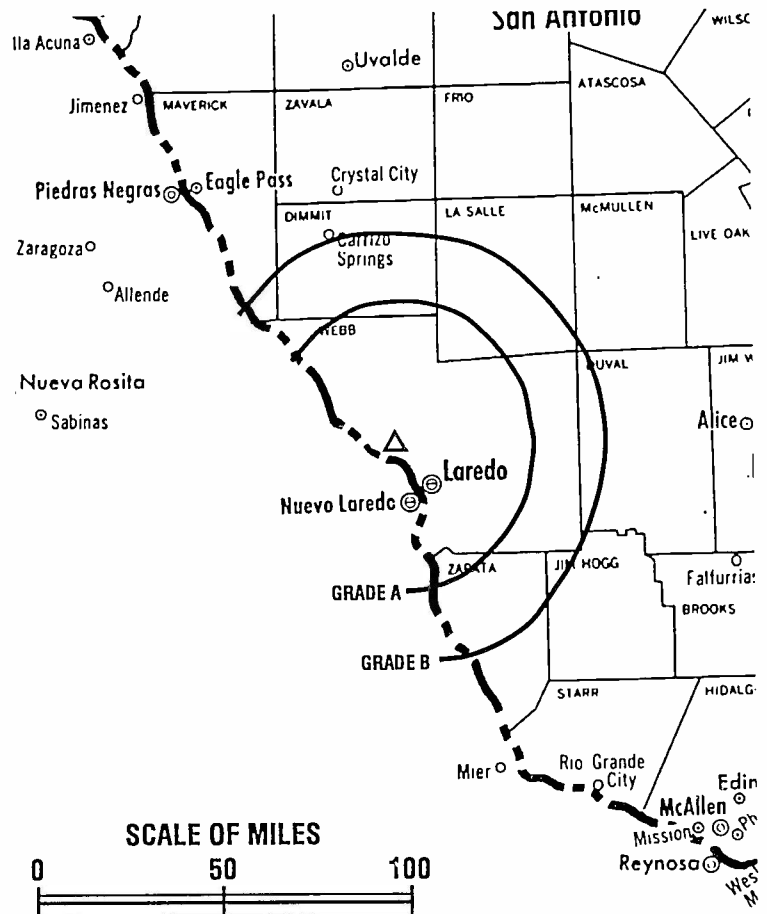 San Antonio
WILSC
lla Acuna
Uvalde
ATASCOSA
Jimenez
MAVERICK
ZAVALA
FRIO
Piedras Negras
Eagle Pass
Crystal City
DIMMIT
LA SALLE
McMULLEN
LIVE OAK
Zaragoza
Carrizo
Springs
Allende
WEBB
DUVAL
JIM W
Nueva Rosita
Sabinas
Alice
Laredo
Nuevo Laredo
ZAPATA
JIM HOGG
Falfurrias
GRADE A
BROOKS
GRADE B
STARR
HIDALG
Mier
Rio Grande
City
Edin
McAllen
Mission
Ph
Reynosa
Wes
M
SCALE OF MILES
0 50 100